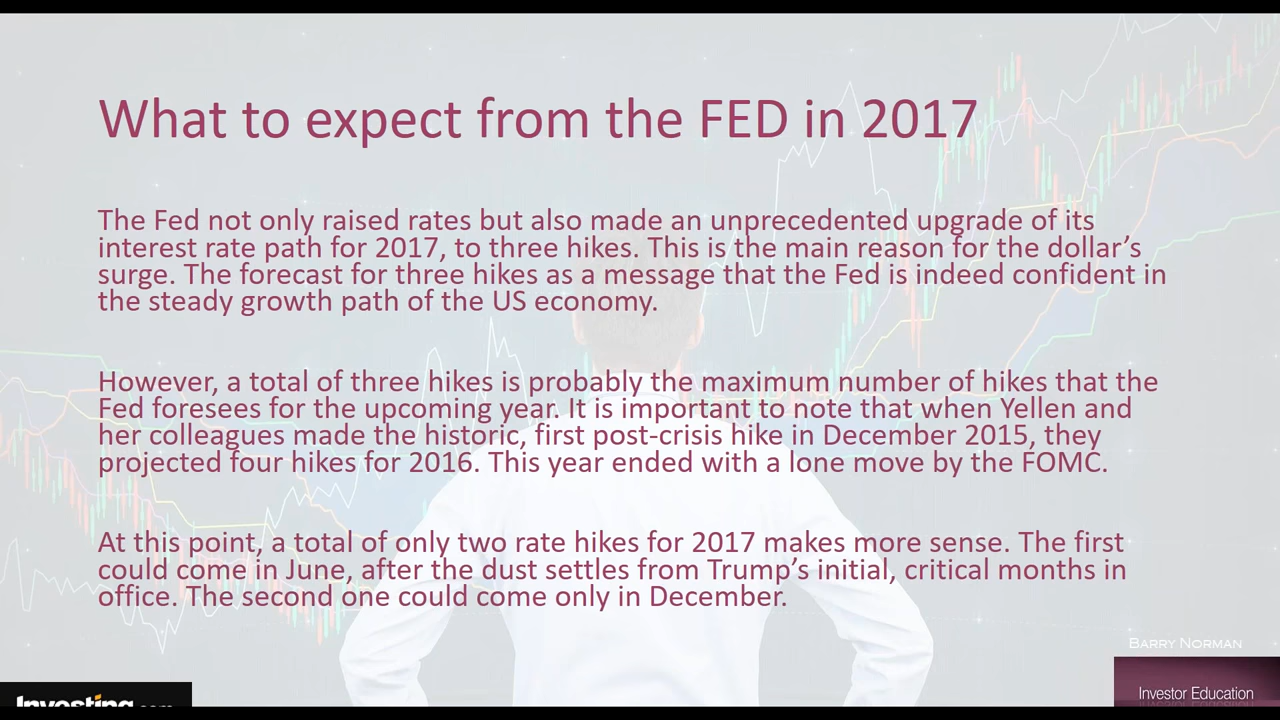 What to expect from the FED in 2017
The Fed not only raised rates but also made an unprecedented upgrade of its
interest rate path for 2017, to three hikes. This is the main reason for the dollar’s
surge. The forecast for three hikes as a message that the Fed is indeed confident in
the steady growth path of the US economy.
However, a total of three hikes is probably the maximum number of hikes that the
Fed foresees for the upcoming year. It is important to note that when Yellen and
her colleagues made the historic, first post-crisis hike in December 2015, they
projected four hikes for 2016. This year ended with a lone move by the FOMC.
At this point, a total of only two rate hikes for 2017 makes more sense. The first
could come in June, after the dust settles from Trump’s initial, critical months in
office. The second one could come only in December.
Barry Norman
Investing.com
Investor Education